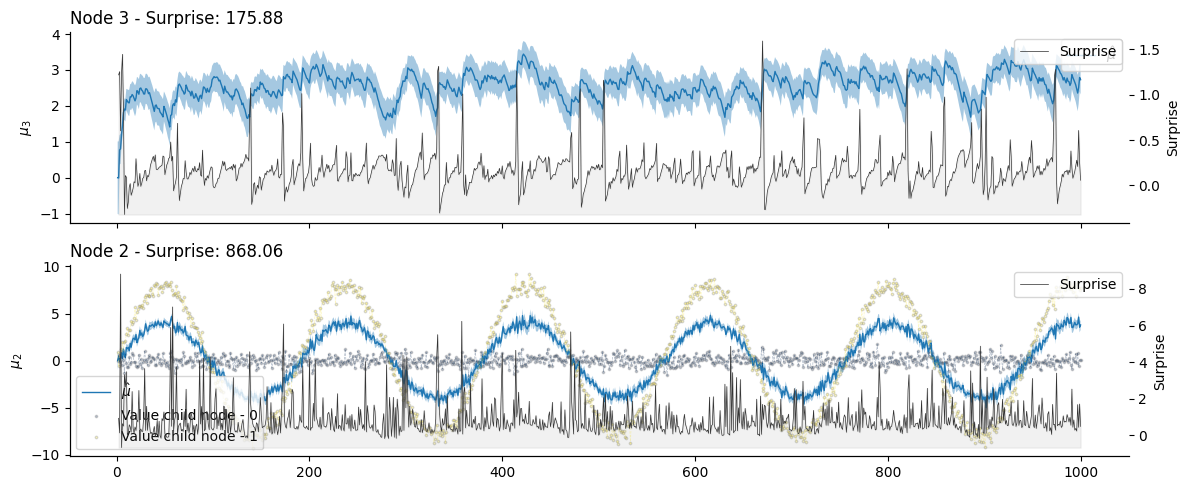 Node 3 - Surprise: 175.88
4
3
2
1
0
−1
μ3
Surprise
1.5
1.0
0.5
0.0
Surprise
Node 2 - Surprise: 868.06
10
5
0
−5
−10
μ2
μ̂
Value child node - 0
Value child node - 1
Surprise
8
6
4
2
0
Surprise
0
200
400
600
800
1000